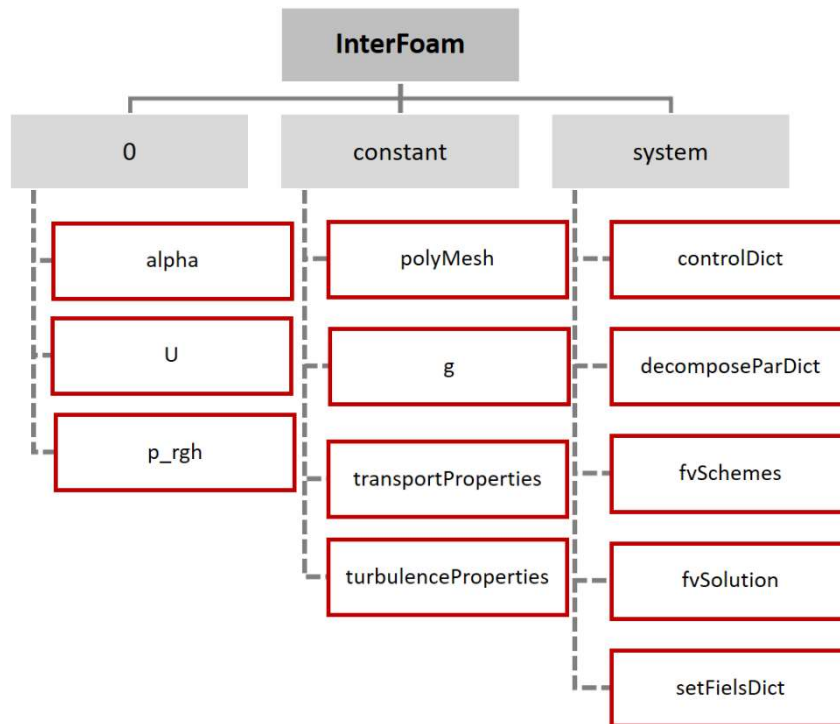 InterFoam
0
constant
system
alpha
U
p_rgh
polyMesh
g
transportProperties
turbulenceProperties
controlDict
decomposeParDict
fvSchemes
fvSolution
setFielsDict